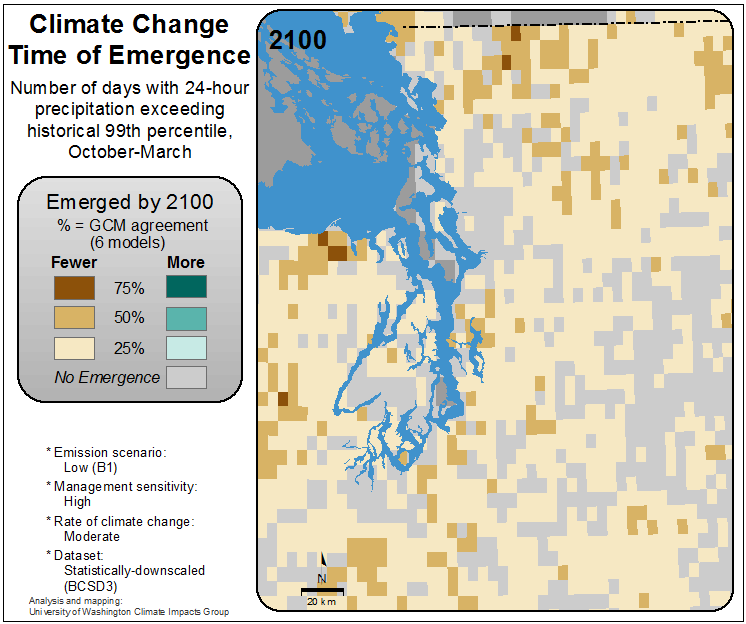 Climate Change
Time of Emergence
Number of days with 24-hour
precipitation exceeding
historical 99th percentile,
October-March
Emerged by 2100
% = GCM agreement
(6 models)
Fewer More
75%
50%
25%
No Emergence
* Emission scenario:
Low (B1)
* Management sensitivity:
High
* Rate of climate change:
Moderate
* Dataset:
Statistically-downscaled
(BCSD3)
Analysis and mapping:
University of Washington Climate Impacts Group
2100
N
20 km